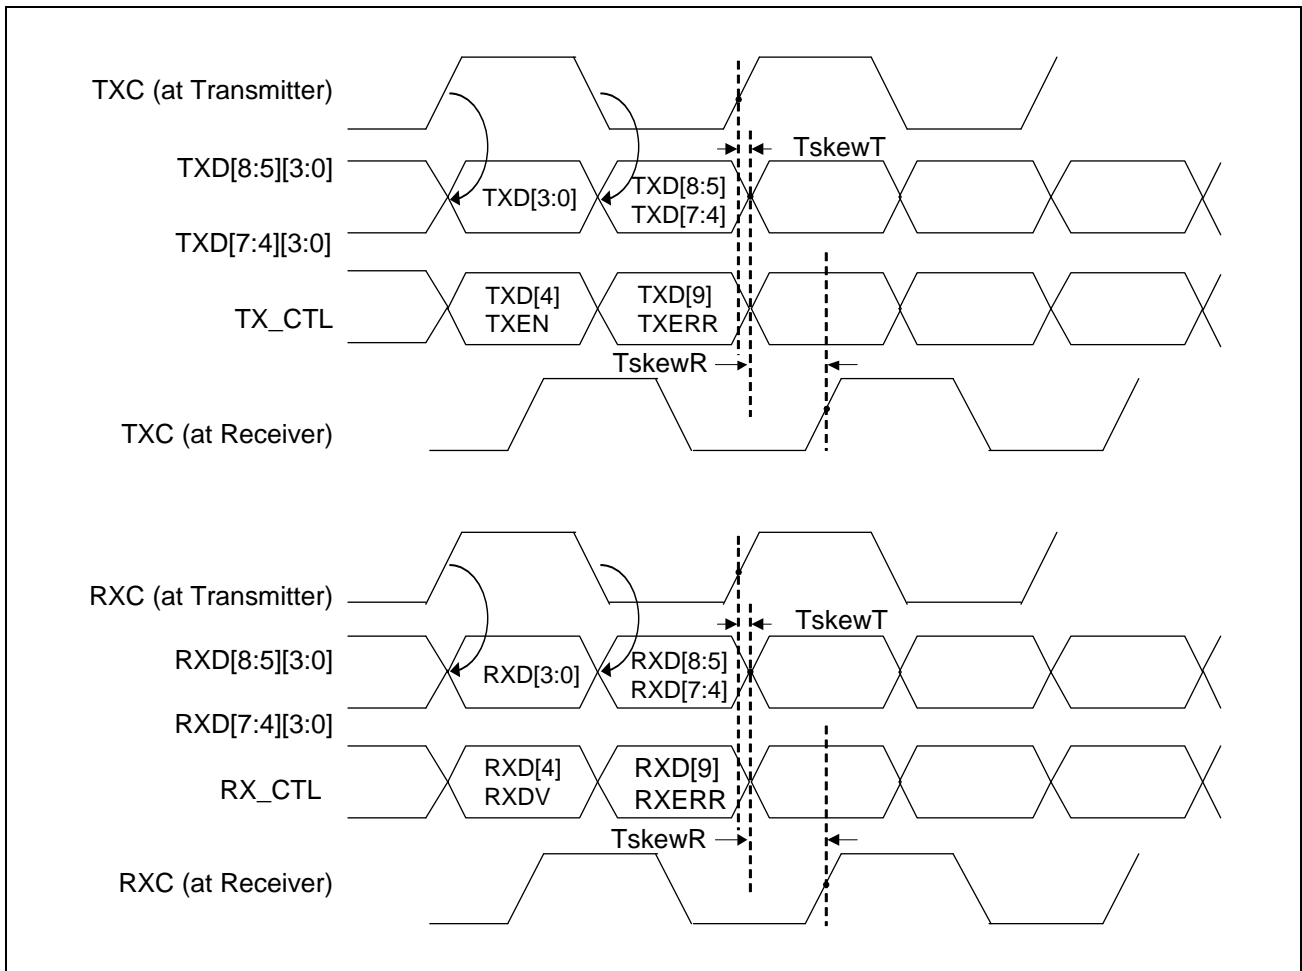 TXC (at Transmitter)
TskewT
TXD[8:5][3:0]
TXD[3:0]
TXD[8:5]
TXD[7:4]
TXD[7:4][3:0]
TX_CTL
TXD[4]
TXEN
TXD[9]
TXERR
TskewR
TXC (at Receiver)
RXC (at Transmitter)
TskewT
RXD[8:5][3:0]
RXD[3:0]
RXD[8:5]
RXD[7:4]
RXD[7:4][3:0]
RX_CTL
RXD[4]
RXDV
RXD[9]
RXERR
TskewR
RXC (at Receiver)